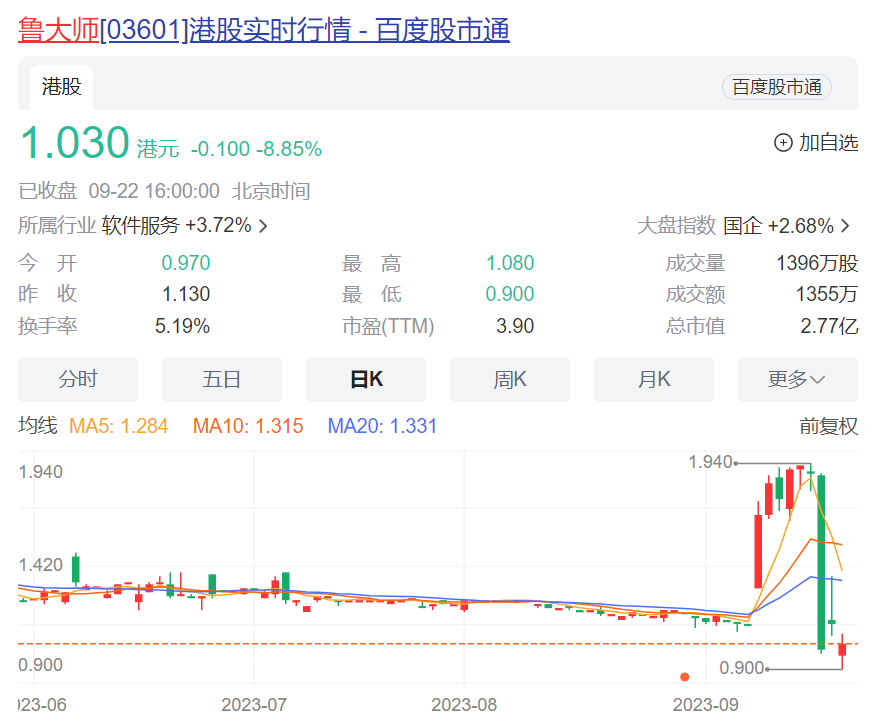 鲁大师[03601]港股实时行情 - 百度股市通
港股 百度股市通
1.030 港元 -0.100 -8.85% 加自选
已收盘 09-22 16:00:00 北京时间
所属行业 软件服务 +3.72% 大盘指数 国企 +2.68%
今 开 0.970 最 高 1.080 成交量 1396万股
昨 收 1.130 最 低 0.900 成交额 1355万
换手率 5.19% 市盈(TTM) 3.90 总市值 2.77亿
分时 五日 日K 周K 月K 更多
均线 MA5: 1.284 MA10: 1.315 MA20: 1.331 前复权
1.940
1.940
1.420
0.900
0.900
23-06 2023-07 2023-08 2023-09